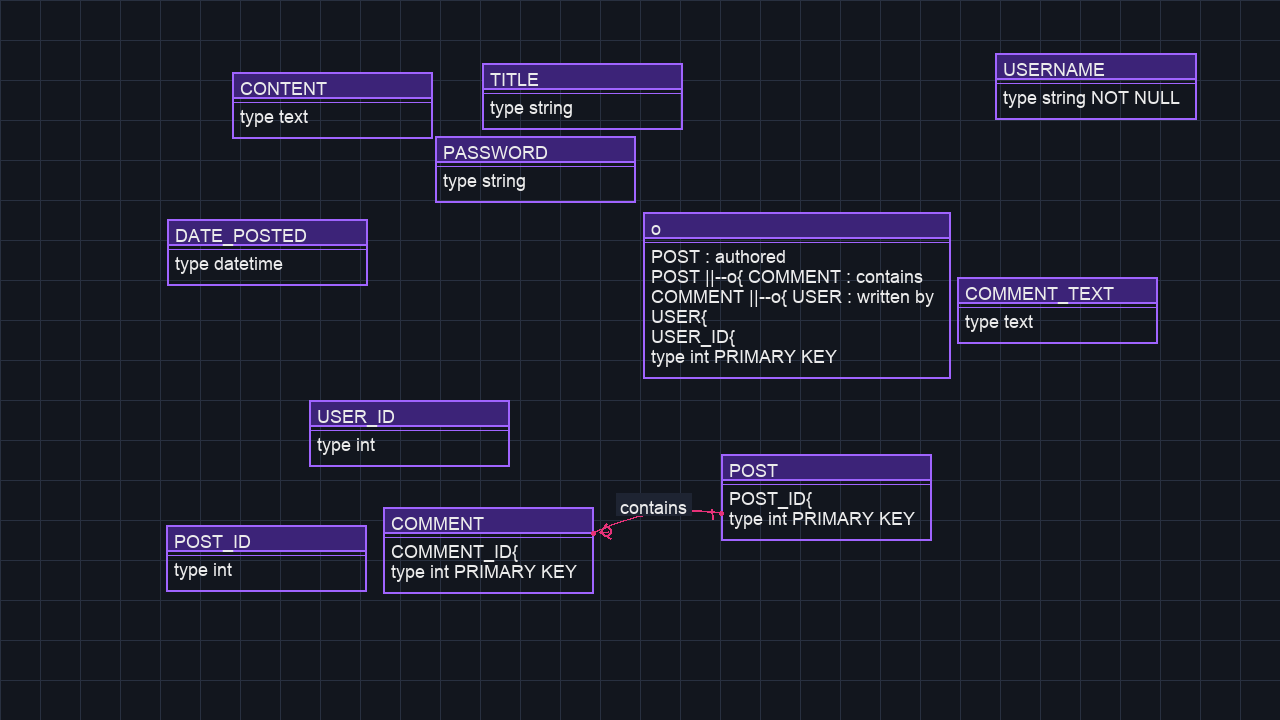 CONTENT
type text
TITLE
type string
USERNAME
type string NOT NULL
PASSWORD
type string
DATE_POSTED
type datetime
o
POST : authored
POST ||--o{ COMMENT : contains
COMMENT ||--o{ USER : written by
USER{
USER_ID{
type int PRIMARY KEY
COMMENT_TEXT
type text
USER_ID
type int
POST
POST_ID{
type int PRIMARY KEY
contains
COMMENT
COMMENT_ID{
type int PRIMARY KEY
POST_ID
type int